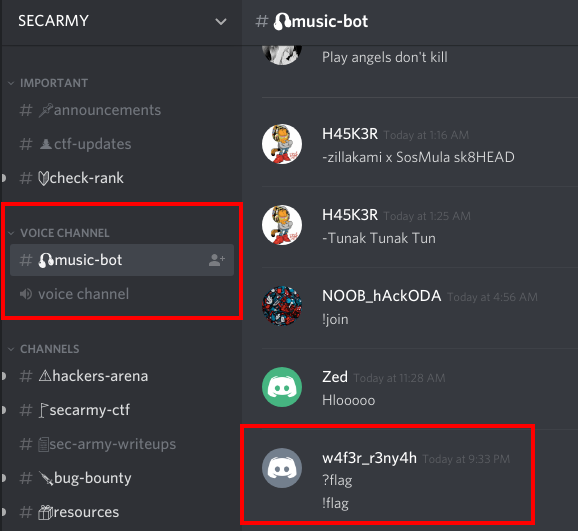 SECARMY
IMPORTANT
# announcements
# ctf-updates
# check-rank
VOICE CHANNEL
# music-bot
voice channel
CHANNELS
# hackers-arena
# secarmy-ctf
# sec-army-writeups
# bug-bounty
# resources
# music-bot
Play angels don't kill
H45K3R Today at 1:16 AM
-zillakami x SosMula sk8HEAD
H45K3R Today at 1:25 AM
-Tunak Tunak Tun
NOOB_hAckODA Today at 4:56 AM
!join
Zed Today at 11:28 AM
Hlooooo
w4f3r_r3ny4h Today at 9:33 PM
?flag
!flag